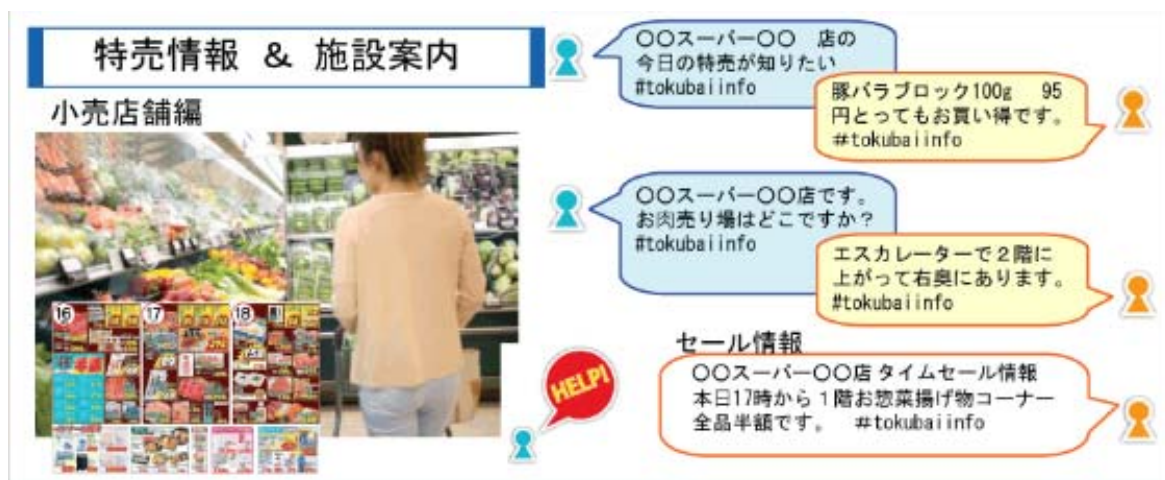 特売情報 & 施設案内
小売店舗編
〇〇スーパー〇〇 店の
今日の特売が知りたい
#tokubaiinfo
豚バラブロック100g 95
円とってもお買い得です。
#tokubaiinfo
〇〇スーパー〇〇店です。
お肉売り場はどこですか？
#tokubaiinfo
エスカレーターで２階に
上がって右奥にあります。
#tokubaiinfo
16 17 18
HELP!
セール情報
〇〇スーパー〇〇店 タイムセール情報
本日17時から１階お惣菜揚げ物コーナー
全品半額です。 #tokubaiinfo